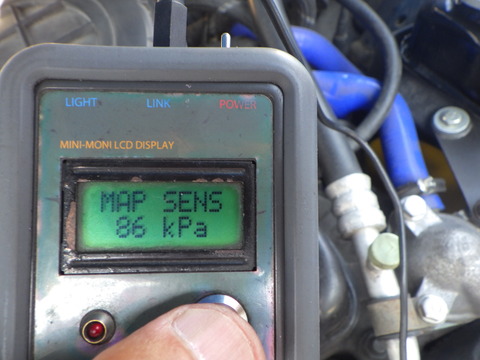 LIGHT LINK POWER
MINI-MONI LCD DISPLAY
MAP SENS
86 kPa